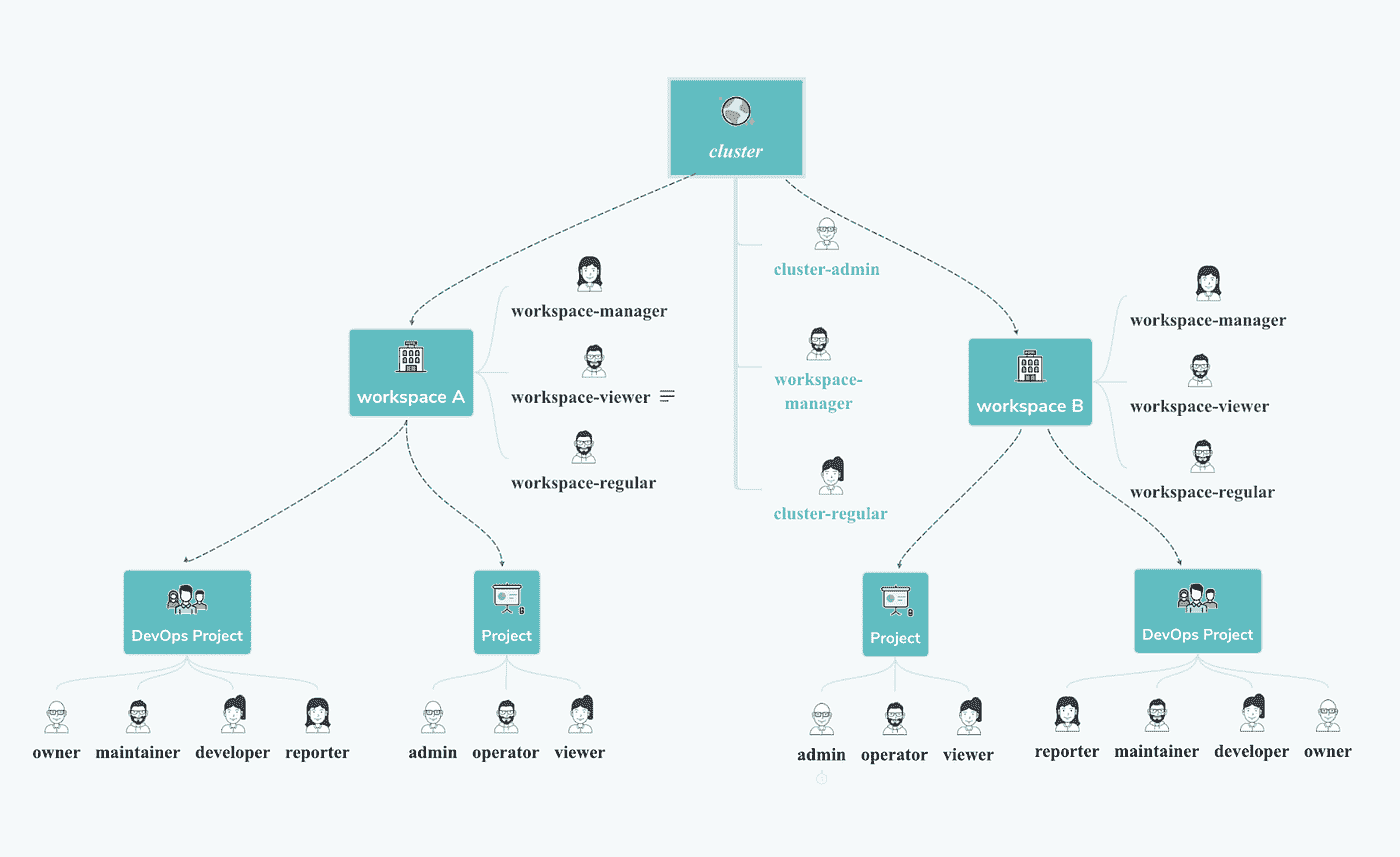 cluster
cluster-admin
workspace-manager
workspace-manager
workspace A
workspace-viewer
workspace-regular
workspace-
manager
cluster-regular
workspace B
workspace-viewer
workspace-regular
DevOps Project
Project
Project
DevOps Project
owner maintainer developer reporter
admin operator viewer
admin operator viewer
reporter maintainer developer owner